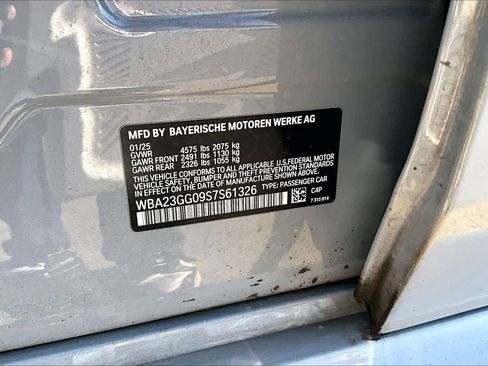 MFD BY BAYERISCHE MOTOREN WERKE AG
01/25 4575 lbs 2075 kg
GVWR
GAWR FRONT 2491 lbs 1130 kg
GAWR REAR 2326 lbs 1055 kg
THIS VEHICLE CONFORMS TO ALL APPLICABLE U.S. FEDERAL MOTOR
VEHICLE SAFETY, BUMPER, AND THEFT PREVENTION STANDARDS IN
EFFECT ON THE DATE OF MANUFACTURE SHOWN ABOVE.
WBA23GG09S7S61326 TYPE: PASSENGER CAR
C4P
7 315 814